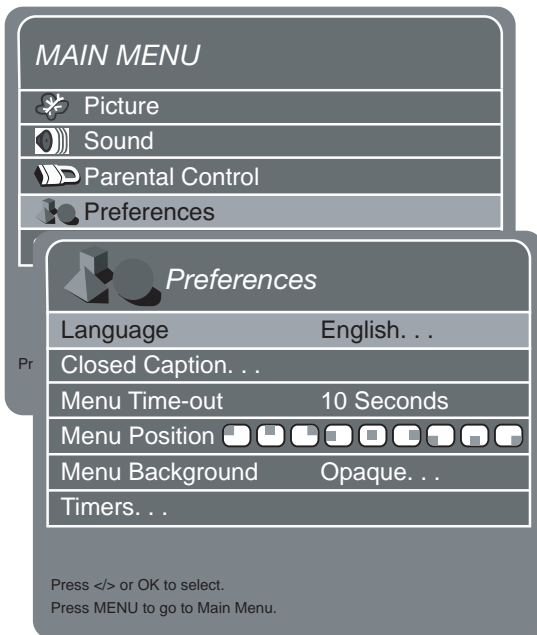 MAIN MENU
Picture
Sound
Parental Control
Preferences
Pr
Preferences
Language English. . .
Closed Caption. . .
Menu Time-out 10 Seconds
Menu Position
Menu Background Opaque. . .
Timers. . .
Press </> or OK to select.
Press MENU to go to Main Menu.